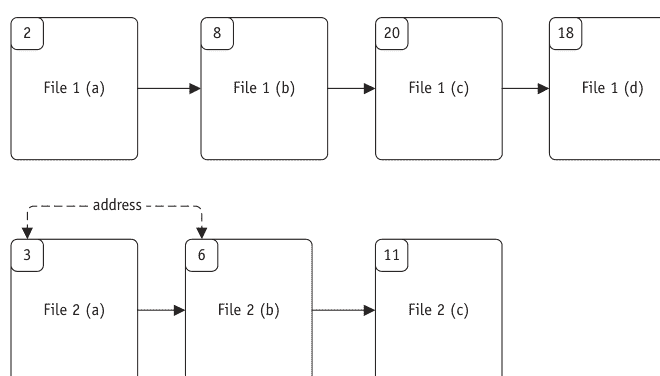 2
8
20
18
File 1 (a)
File 1 (b)
File 1 (c)
File 1 (d)
address
3
6
11
File 2 (a)
File 2 (b)
File 2 (c)